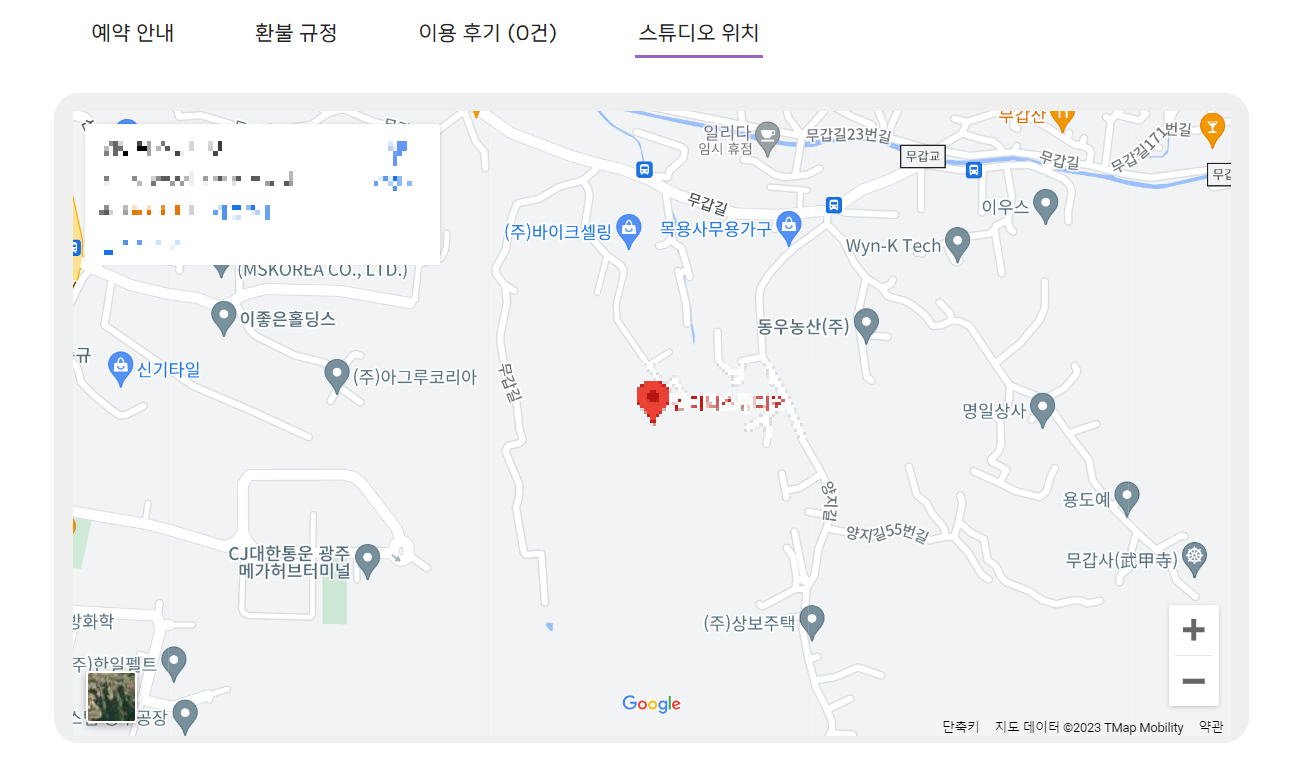 예약 안내
환불 규정
이용 후기 (0건)
스튜디오 위치
무갑산
일리다
임시 휴점
무갑길23번길
무갑교
무갑길
무갑길171번길
무갑길
이우스
(주)바이크셀링
목용사무용가구
Wyn-K Tech
(MSKOREA CO., LTD.)
이좋은홀딩스
동우농산(주)
신기타일
(주)아그루코리아
무갑길
명일상사
양지길
용도예
양지길55번길
CJ대한통운 광주
메가허브터미널
무갑사(武甲寺)
(주)상보주택
방화학
주)한일펠트
공장
Google
단축키
지도 데이터 ©2023 TMap Mobility
약관